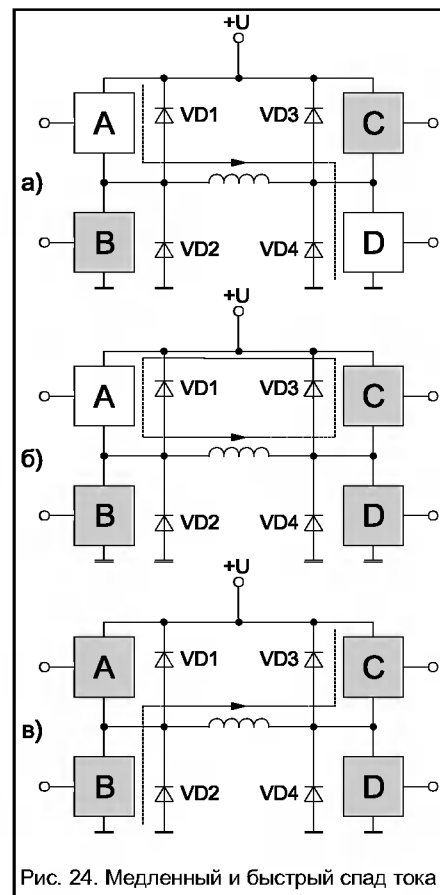 +U
A
VD1
VD3
C
а)
B
VD2
VD4
D
+U
A
VD1
VD3
C
б)
B
VD2
VD4
D
+U
A
VD1
VD3
C
в)
B
VD2
VD4
D
Рис. 24. Медленный и быстрый спад тока